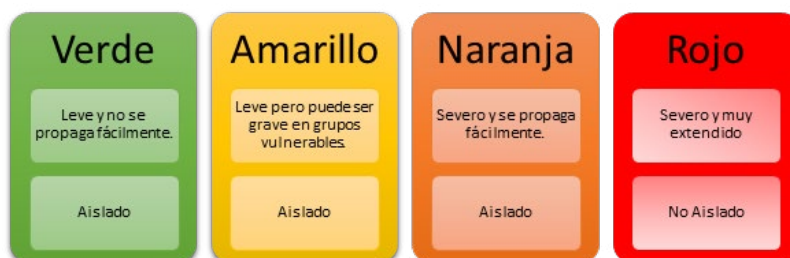 Verde
Leve y no se
propaga fácilmente.
Aislado
Amarillo
Leve pero puede ser
grave en grupos
vulnerables.
Aislado
Naranja
Severo y se propaga
fácilmente.
Aislado
Rojo
Severo y muy
extendido
No Aislado